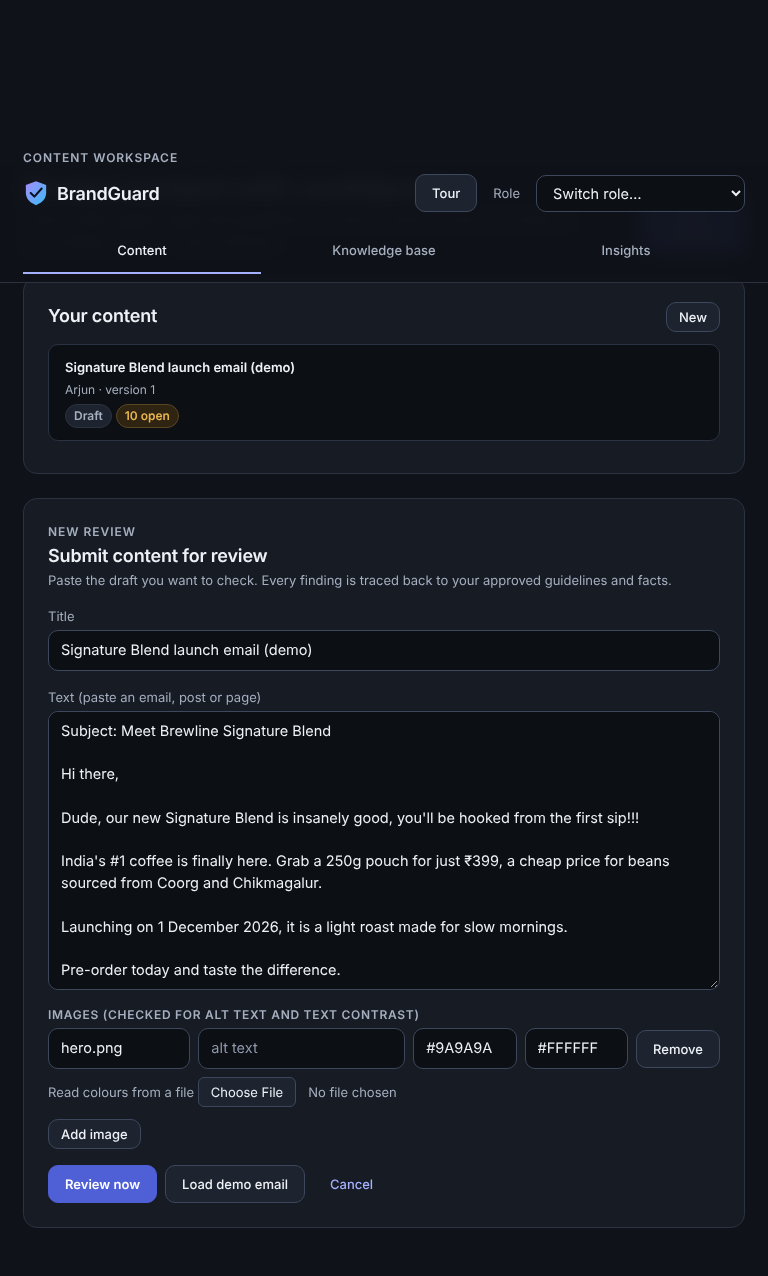 CONTENT WORKSPACE
BrandGuard
Tour
Role
Switch role...
Content
Knowledge base
Insights
Your content
New
Signature Blend launch email (demo)
Arjun · version 1
Draft
10 open
NEW REVIEW
Submit content for review
Paste the draft you want to check. Every finding is traced back to your approved guidelines and facts.
Title
Signature Blend launch email (demo)
Text (paste an email, post or page)
Subject: Meet Brewline Signature Blend
Hi there,
Dude, our new Signature Blend is insanely good, you'll be hooked from the first sip!!!
India's #1 coffee is finally here. Grab a 250g pouch for just ₹399, a cheap price for beans
sourced from Coorg and Chikmagalur.
Launching on 1 December 2026, it is a light roast made for slow mornings.
Pre-order today and taste the difference.
IMAGES (CHECKED FOR ALT TEXT AND TEXT CONTRAST)
hero.png
alt text
#9A9A9A
#FFFFFF
Remove
Read colours from a file
Choose File
No file chosen
Add image
Review now
Load demo email
Cancel